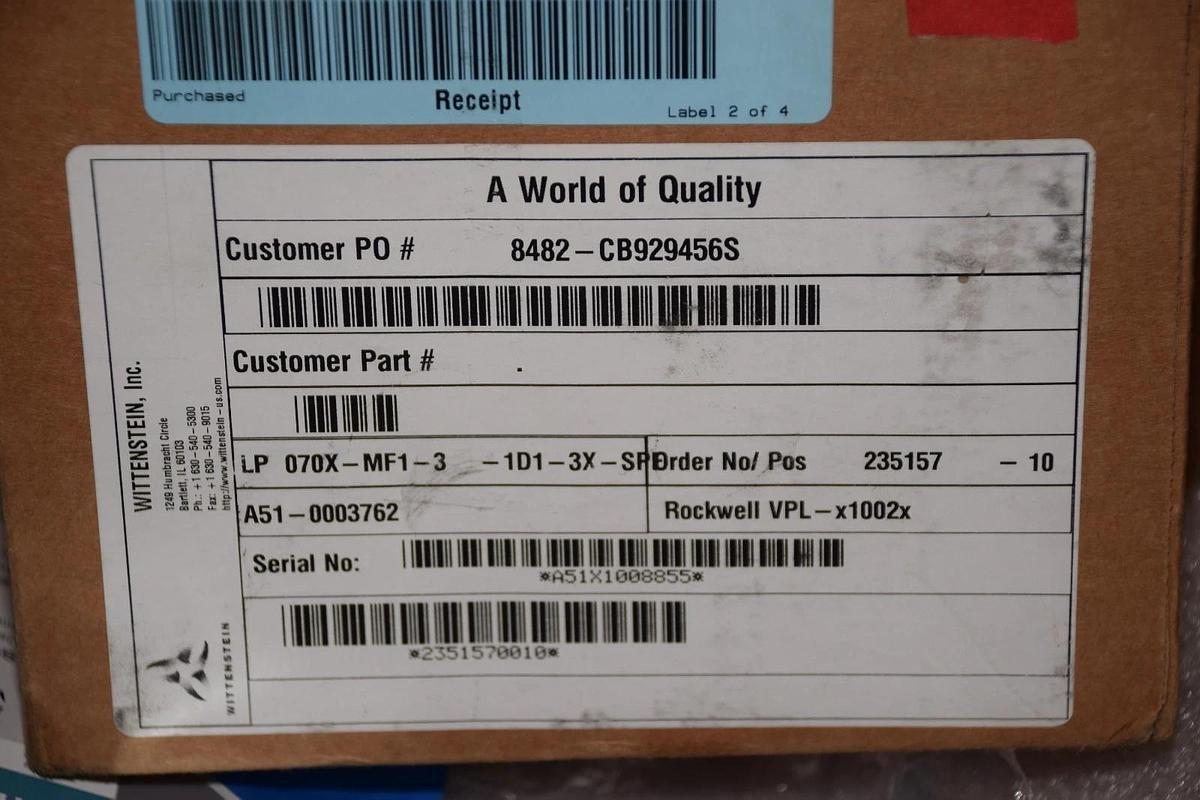 Purchased
Receipt
Label 2 of 4
A World of Quality
Customer PO # 8482-CB929456S
Customer Part # .
LP 070X-MF1-3 -1D1-3X-SP
Order No/ Pos 235157 - 10
A51-0003762
Rockwell VPL-x1002x
Serial No:
*A51X1008855*
*2351570010*
WITTENSTEIN, Inc.
1249 Humbracht Circle
Bartlett, IL 60103
Ph.: +1 630-540-5300
Fax: +1 630-540-9015
http://www.wittenstein-us.com
WITTENSTEIN